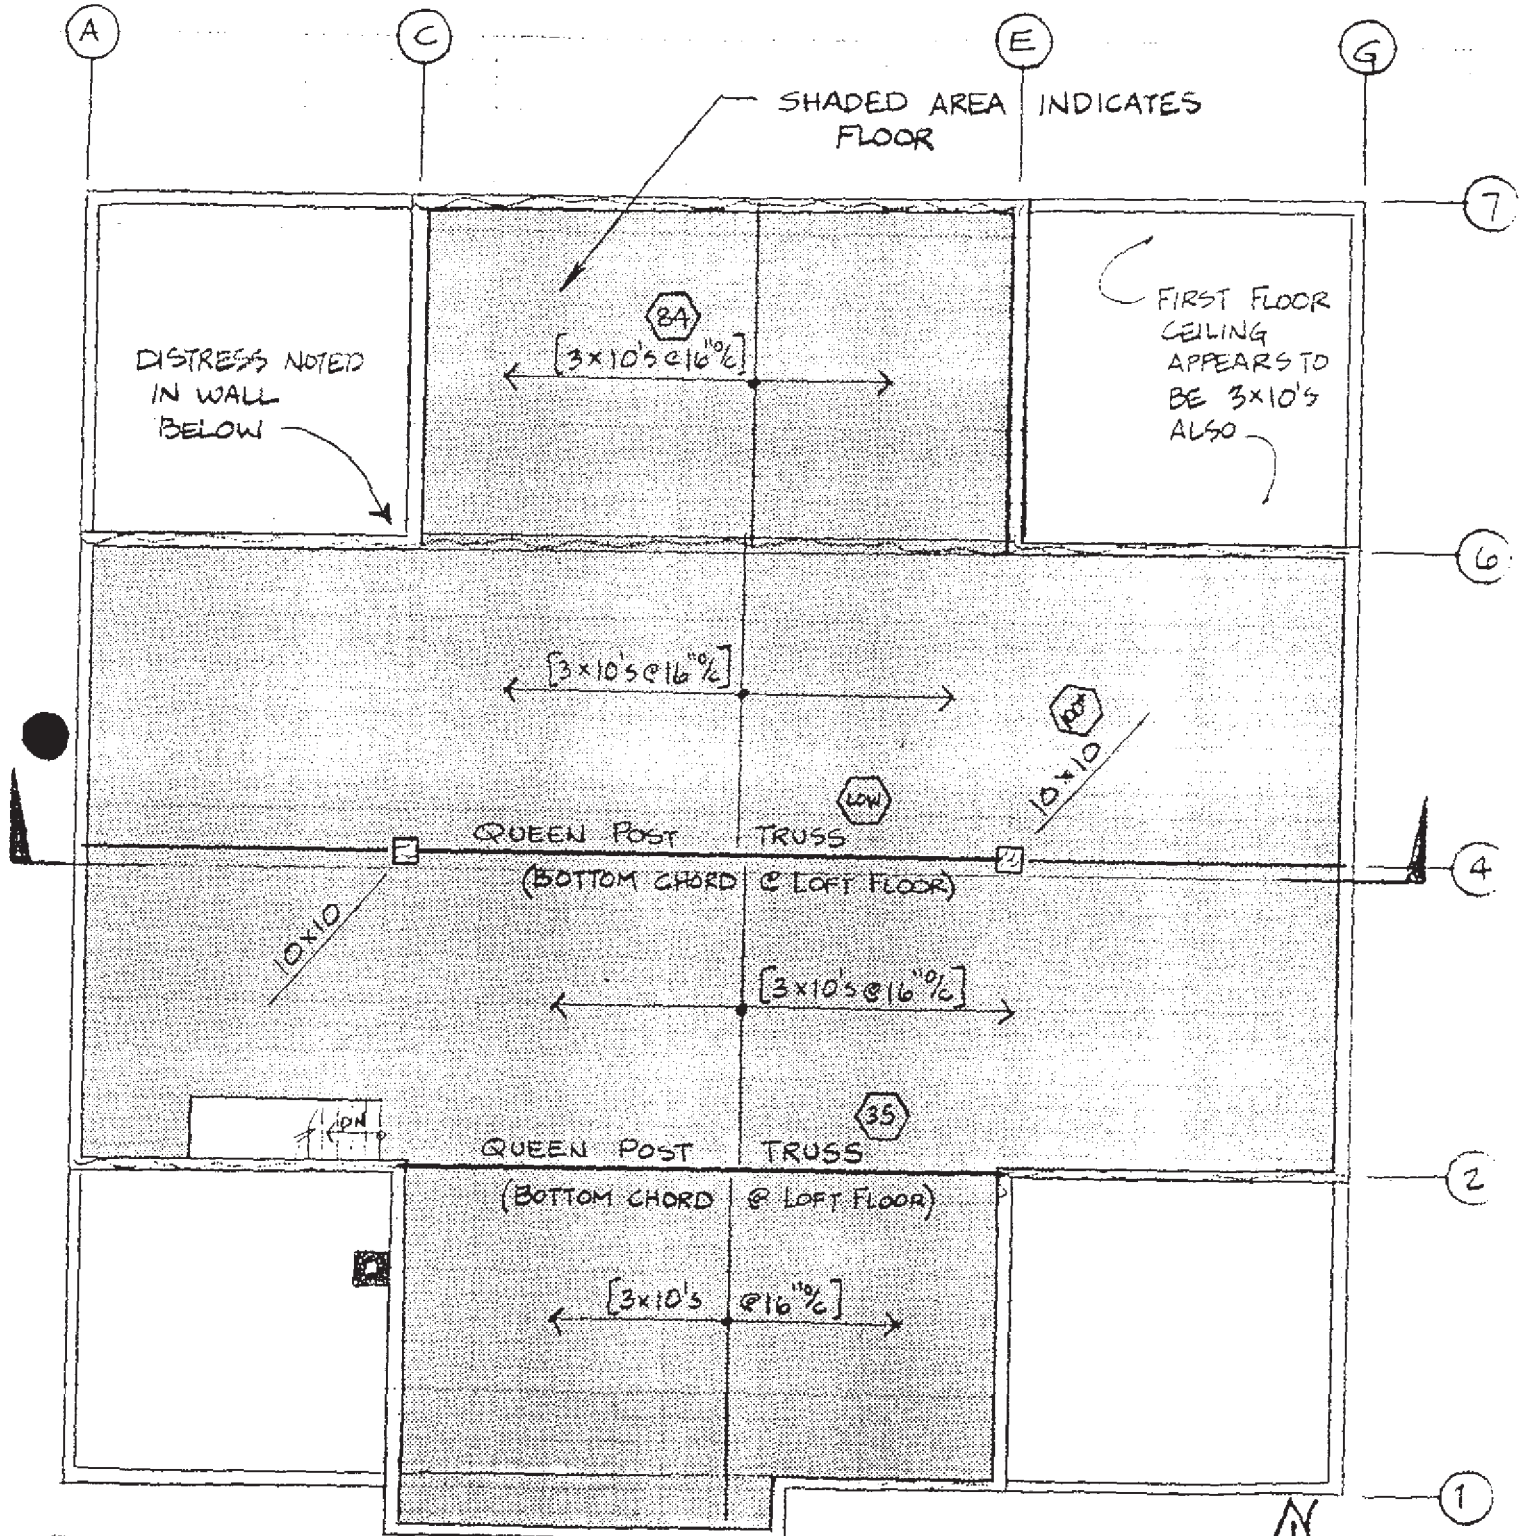 A
C
E
G
SHADED AREA INDICATES
FLOOR
7
84
[3×10's @ 16" o/c]
FIRST FLOOR
CEILING
APPEARS TO
BE 3×10's
ALSO
DISTRESS NOTED
IN WALL
BELOW
6
[3×10's @ 16" o/c]
10×10
LOW
QUEEN POST TRUSS
(BOTTOM CHORD @ LOFT FLOOR)
4
10×10
[3×10's @ 16" o/c]
35
DN
QUEEN POST TRUSS
(BOTTOM CHORD @ LOFT FLOOR)
2
[3×10's @ 16" o/c]
1
N